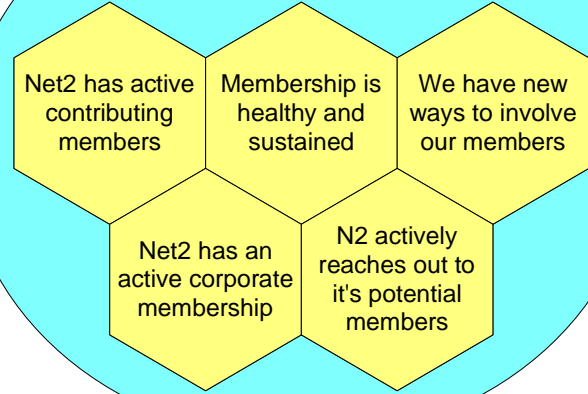 Net2 has active
contributing
members
Membership is
healthy and
sustained
We have new
ways to involve
our members
Net2 has an
active corporate
membership
N2 actively
reaches out to
it's potential
members